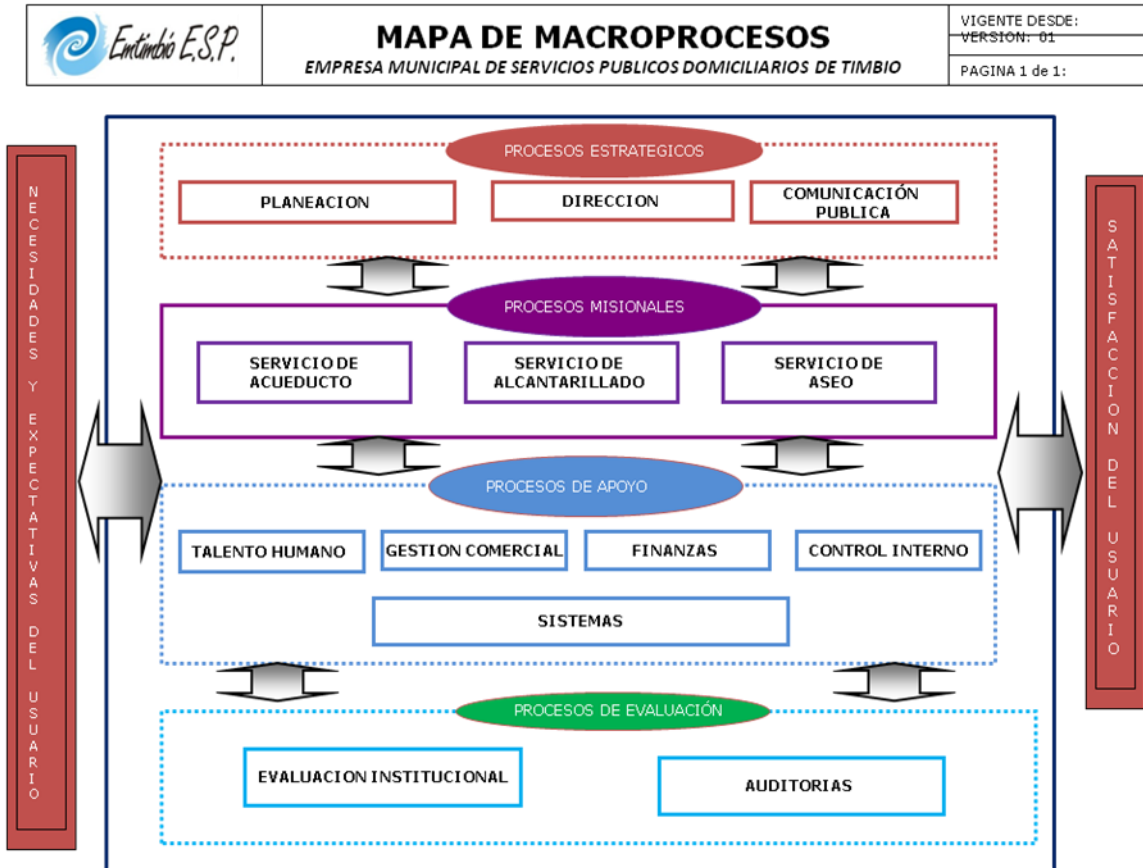 Emtimbió E.S.P.
MAPA DE MACROPROCESOS
EMPRESA MUNICIPAL DE SERVICIOS PUBLICOS DOMICILIARIOS DE TIMBIO
VIGENTE DESDE:
VERSION: 01
PAGINA 1 de 1:
NECESIDADES Y EXPECTATIVAS DEL USUARIO
PROCESOS ESTRATEGICOS
PLANEACION
DIRECCION
COMUNICACIÓN
PUBLICA
PROCESOS MISIONALES
SERVICIO DE
ACUEDUCTO
SERVICIO DE
ALCANTARILLADO
SERVICIO DE
ASEO
PROCESOS DE APOYO
TALENTO HUMANO
GESTION COMERCIAL
FINANZAS
CONTROL INTERNO
SISTEMAS
PROCESOS DE EVALUACIÓN
EVALUACION INSTITUCIONAL
AUDITORIAS
SATISFACCION DEL USUARIO